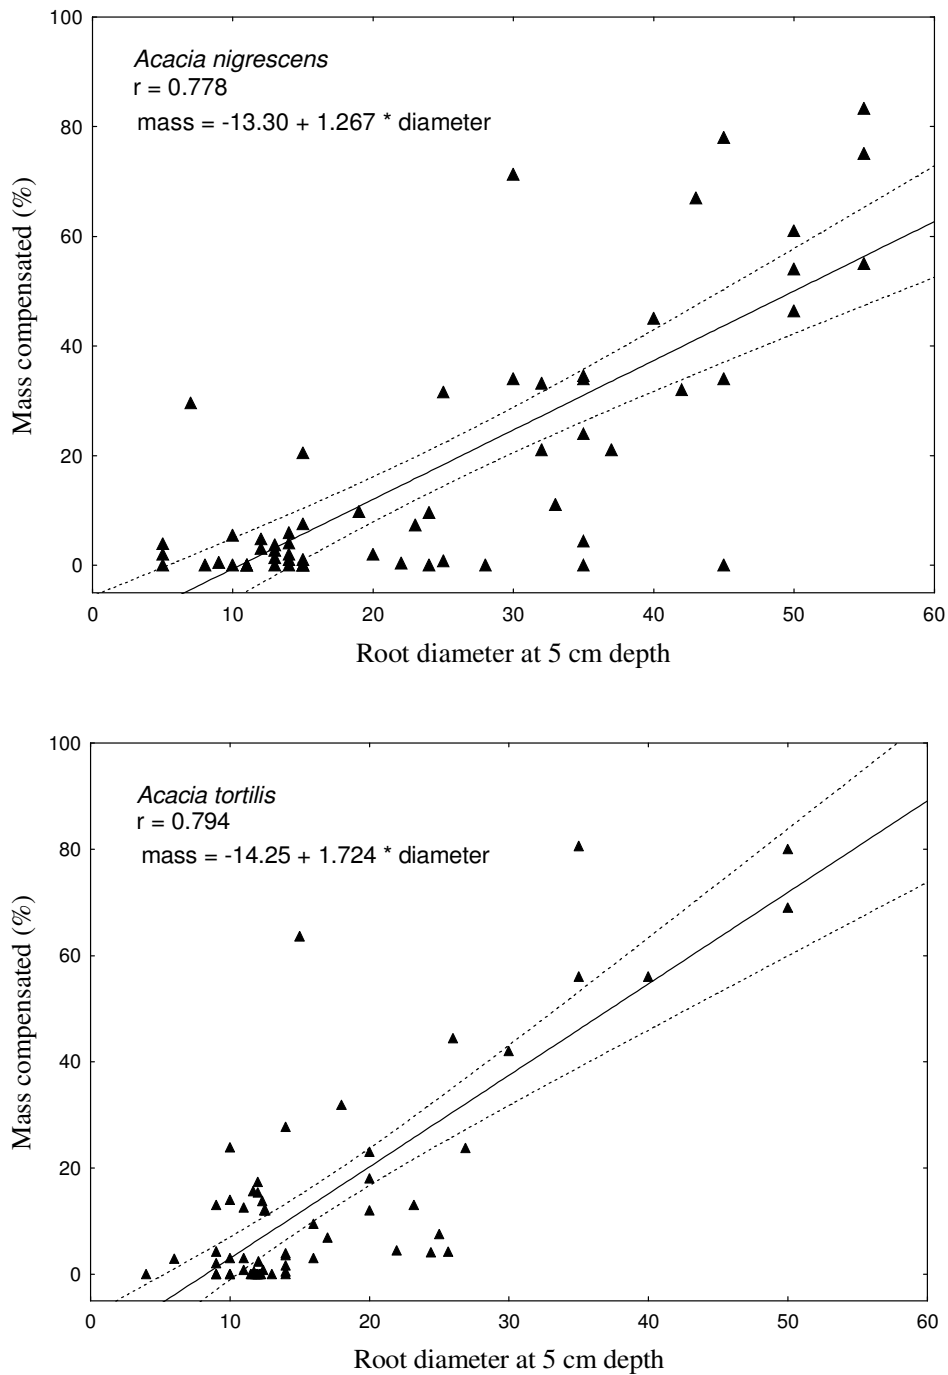 100
80
60
40
20
0
Mass compensated (%)
Acacia nigrescens
r = 0.778
mass = -13.30 + 1.267 * diameter
0 10 20 30 40 50 60
Root diameter at 5 cm depth
100
80
60
40
20
0
Mass compensated (%)
Acacia tortilis
r = 0.794
mass = -14.25 + 1.724 * diameter
0 10 20 30 40 50 60
Root diameter at 5 cm depth